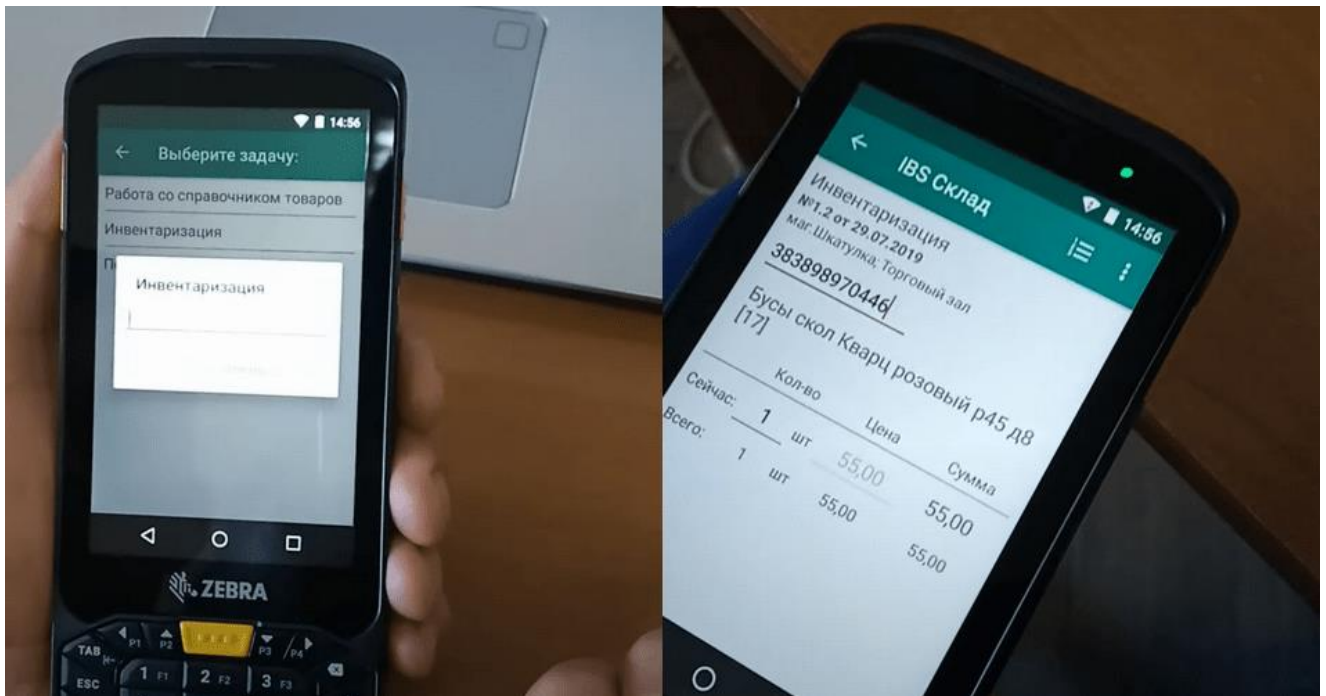 14:56
Выберите задачу:
Работа со справочником товаров
Инвентаризация
Инвентаризация
ZEBRA
P1 P2 P3 P4
TAB
ESC 1 F1 2 F2 3 F3
14:56
IBS Склад
Инвентаризация
№1.2 от 29.07.2019
маг.Шкатулка; Торговый зал
383898970446
Бусы скол Кварц розовый р45 д8
[17]
Кол-во Цена Сумма
Сейчас: 1 шт 55,00 55,00
Всего: 1 шт 55,00 55,00